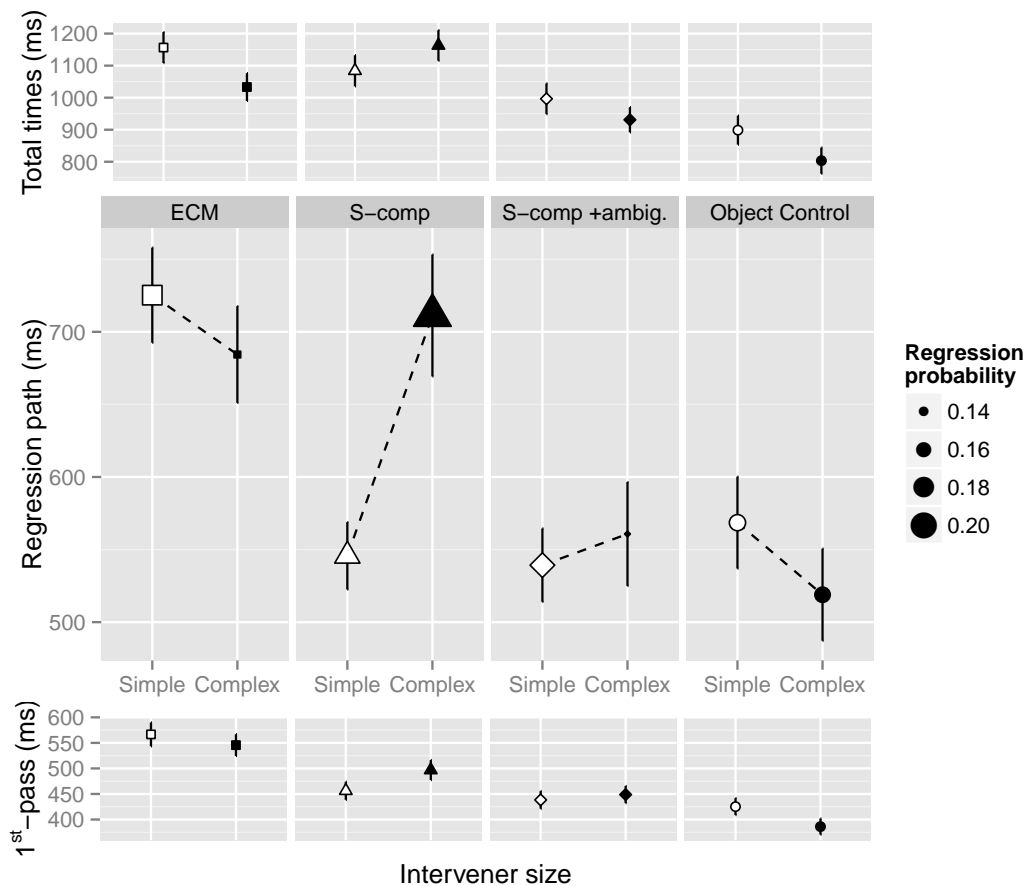 Total times (ms)
1200
1100
1000
900
800
ECM
S−comp
S−comp +ambig.
Object Control
Regression path (ms)
700
600
500
Simple Complex
Simple Complex
Simple Complex
Simple Complex
Regression
probability
0.14
0.16
0.18
0.20
1st−pass (ms)
600
550
500
450
400
Intervener size